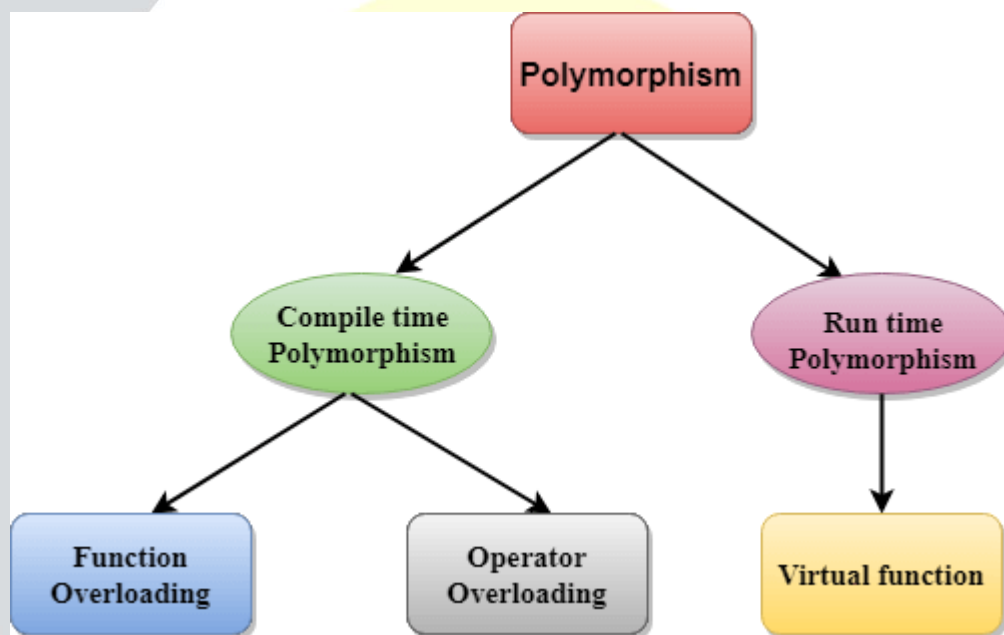 Polymorphism
Compile time
Polymorphism
Run time
Polymorphism
Function
Overloading
Operator
Overloading
Virtual function